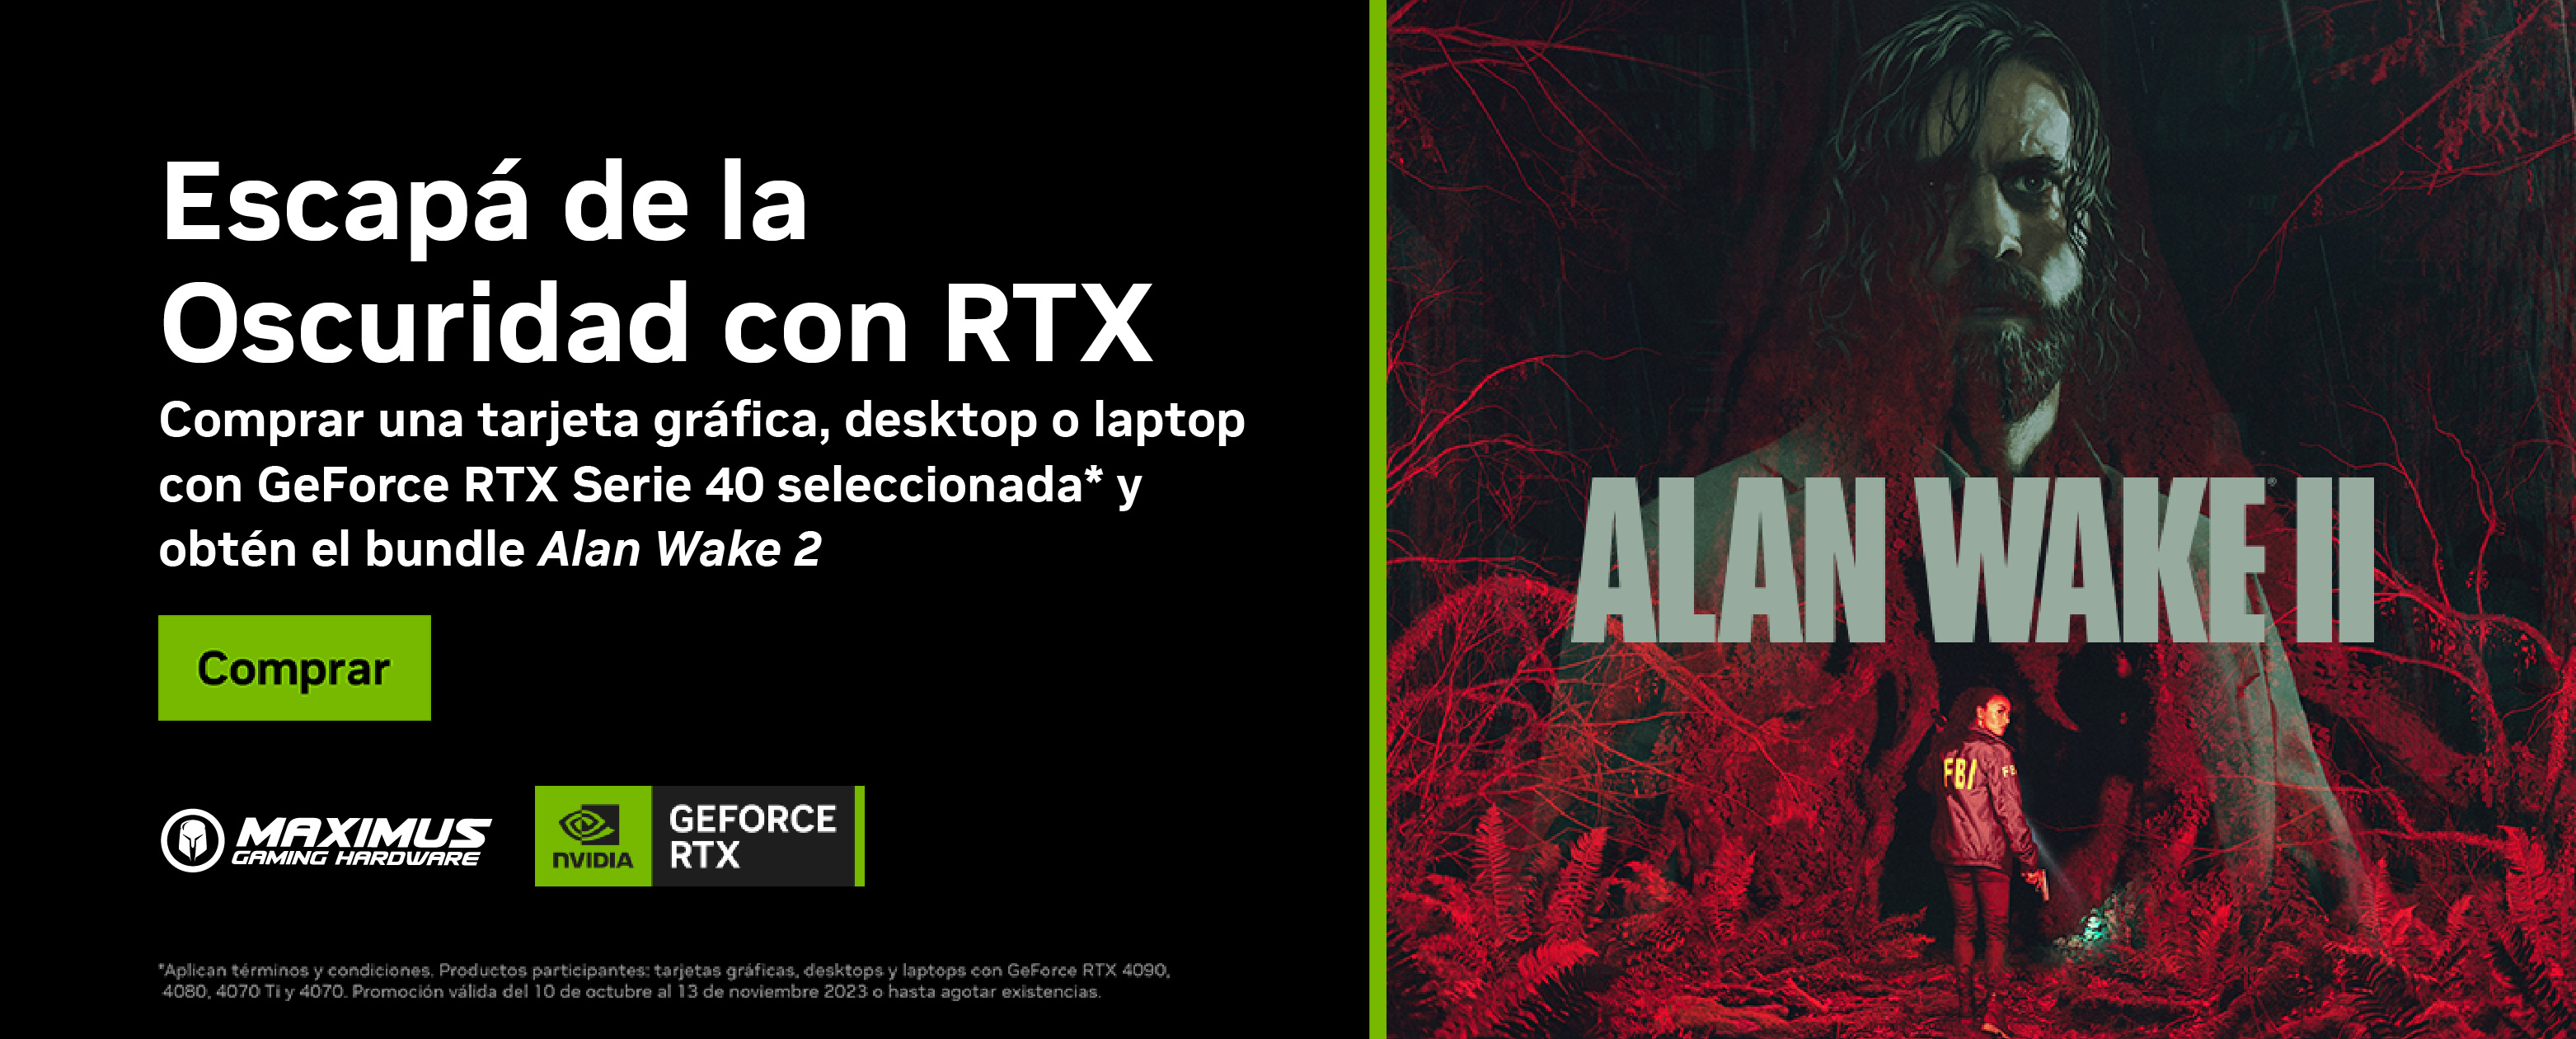 Escapá de la
Oscuridad con RTX
Comprar una tarjeta gráfica, desktop o laptop
con GeForce RTX Serie 40 seleccionada* y
obtén el bundle Alan Wake 2
Comprar
MAXIMUS
GAMING HARDWARE
NVIDIA
GEFORCE
RTX
*Aplican términos y condiciones. Productos participantes: tarjetas gráficas, desktops y laptops con GeForce RTX 4090,
4080, 4070 Ti y 4070. Promoción válida del 10 de octubre al 13 de noviembre 2023 o hasta agotar existencias.
ALAN WAKE II
®
FBI
FB